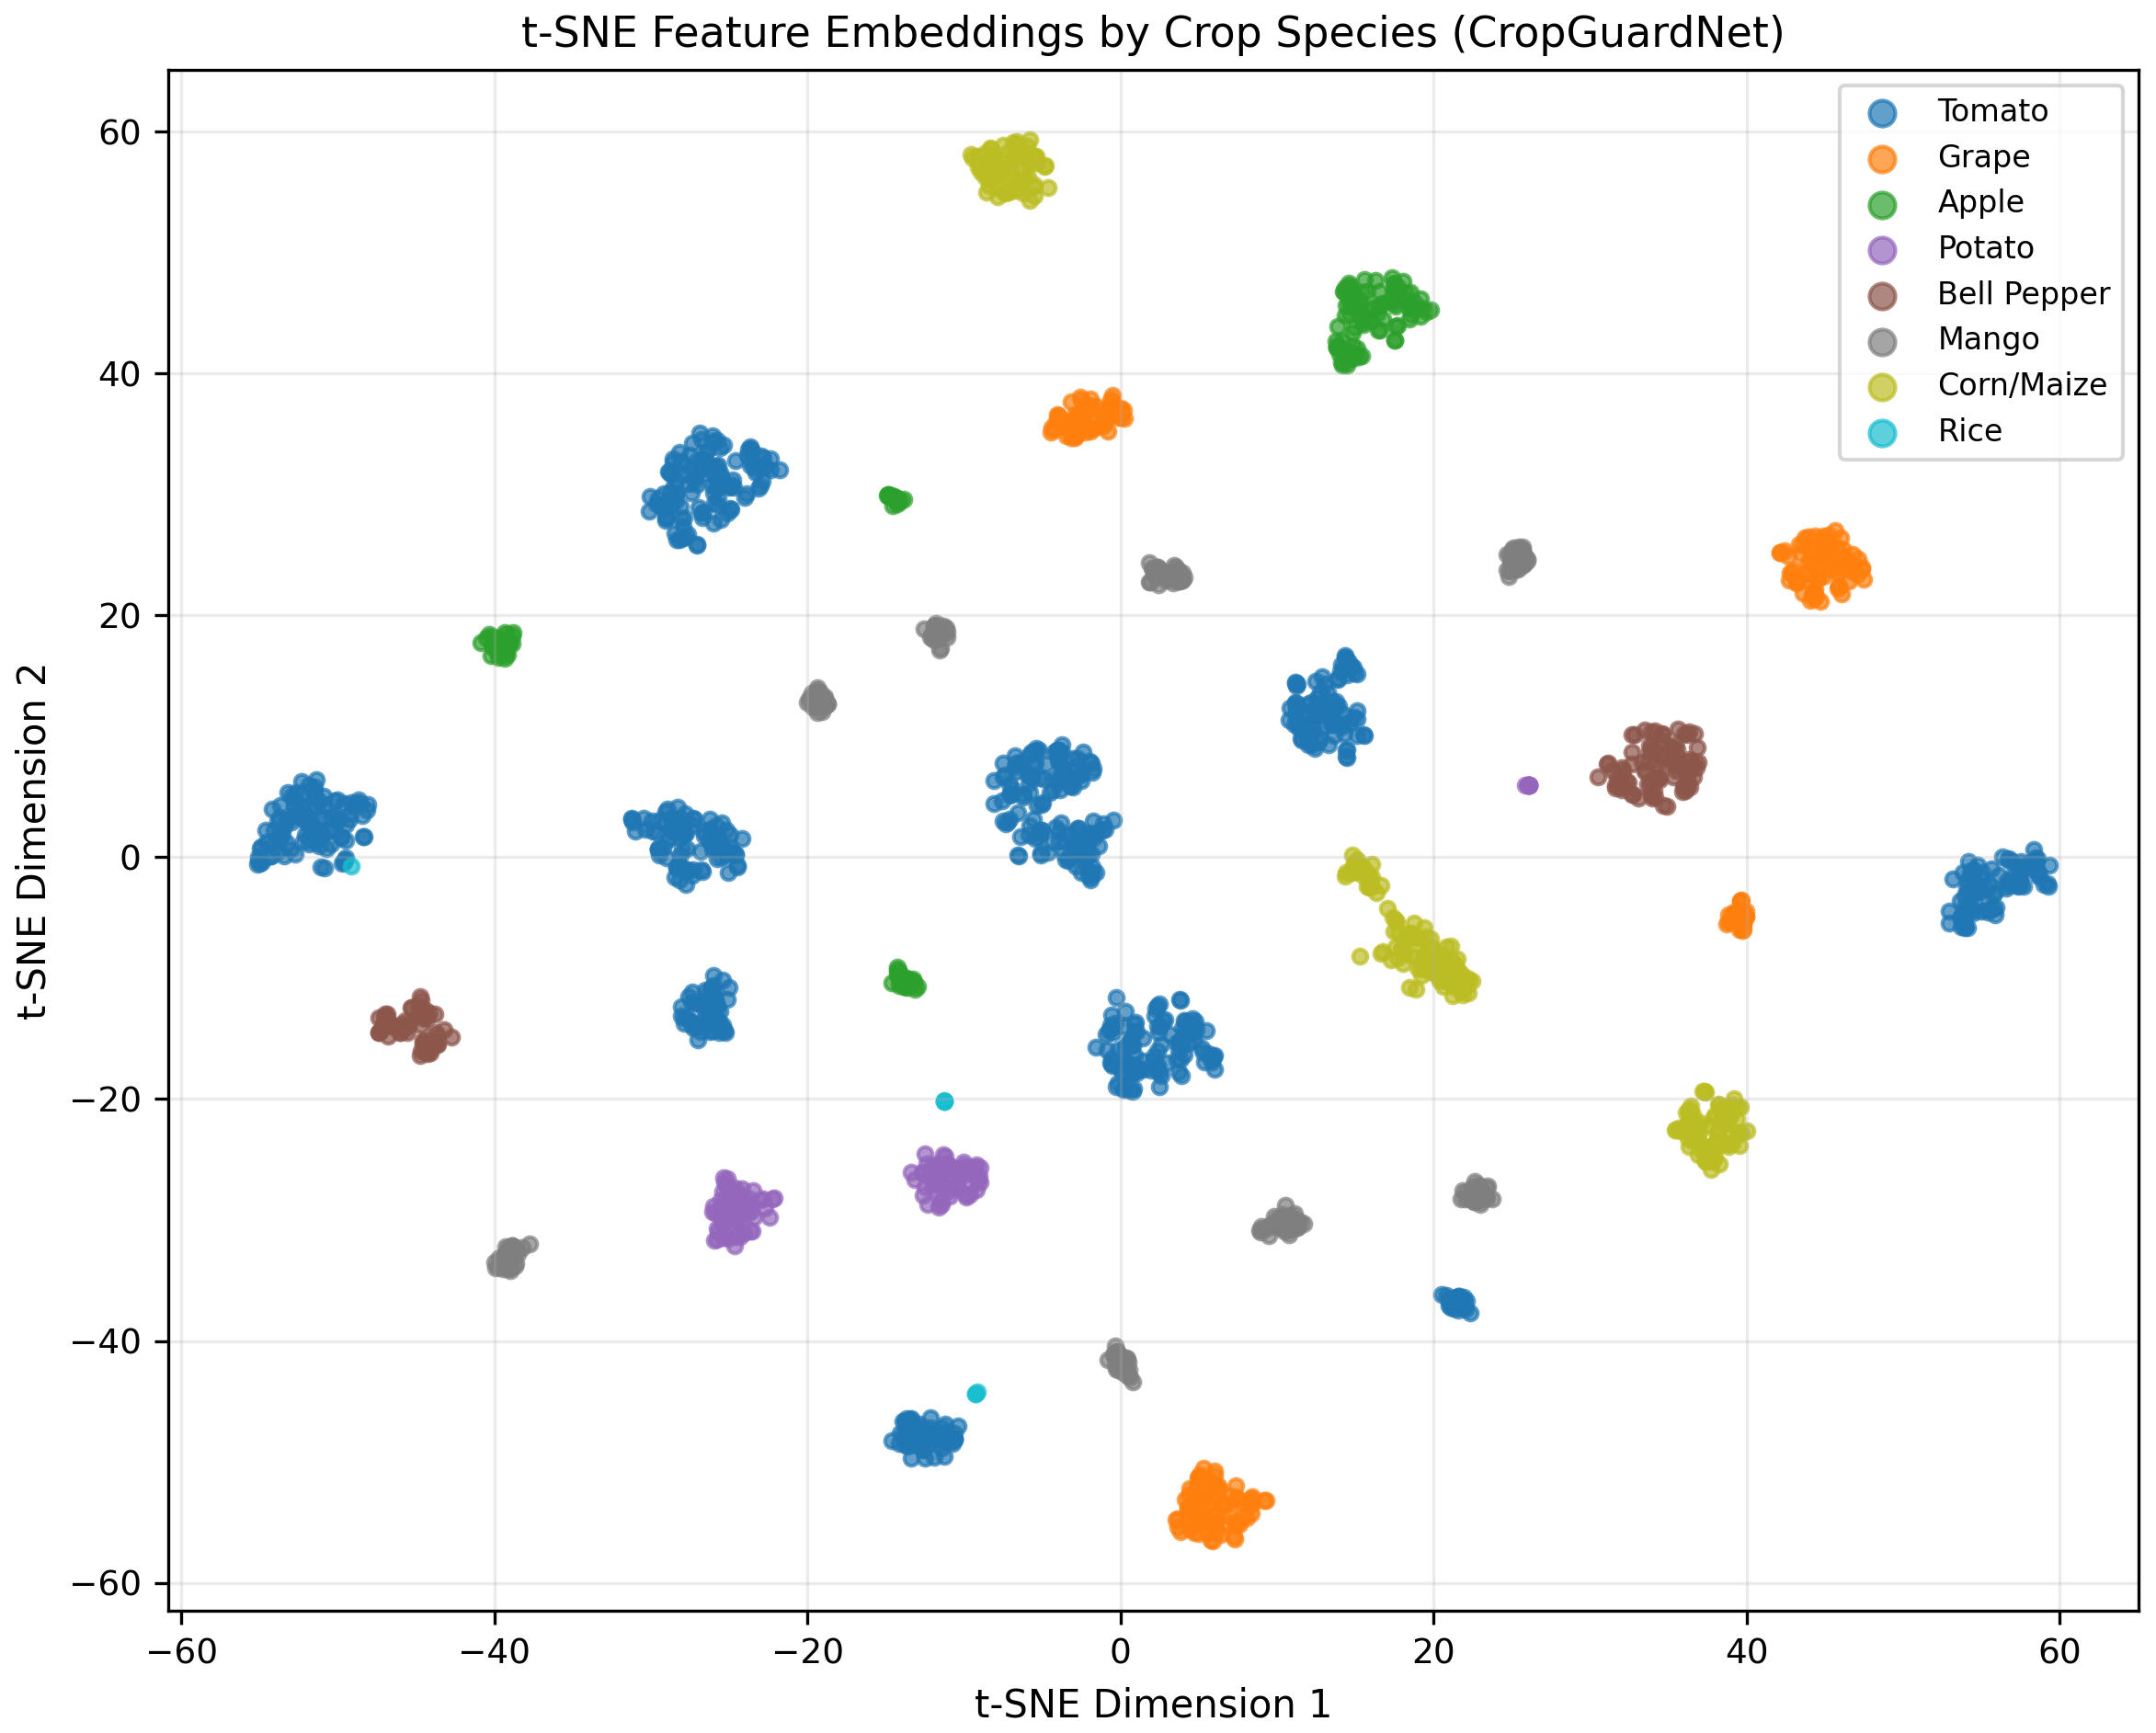 t-SNE Feature Embeddings by Crop Species (CropGuardNet)
Tomato
Grape
Apple
Potato
Bell Pepper
Mango
Corn/Maize
Rice
t-SNE Dimension 2
60
40
20
0
−20
−40
−60
−60 −40 −20 0 20 40 60
t-SNE Dimension 1